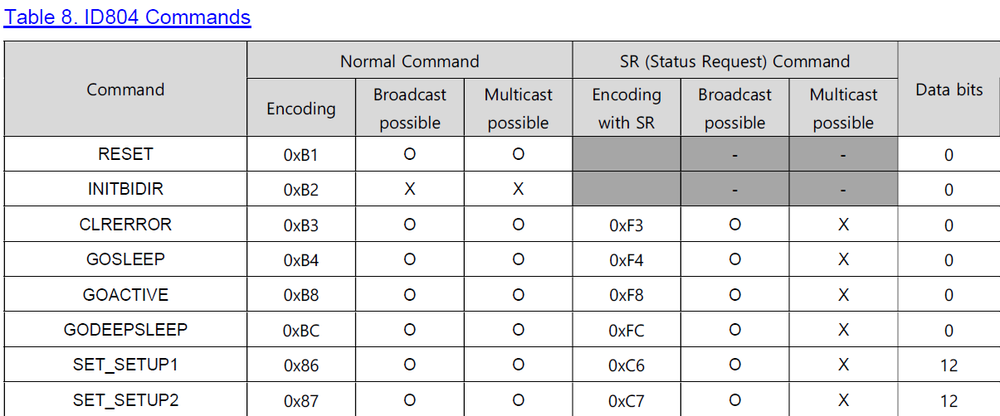 Table 8. ID804 Commands
Command Normal Command SR (Status Request) Command Data bits
Encoding Broadcast possible Multicast possible Encoding with SR Broadcast possible Multicast possible
RESET 0xB1 O O - - 0
INITBIDIR 0xB2 X X - - 0
CLRERROR 0xB3 O O 0xF3 O X 0
GOSLEEP 0xB4 O O 0xF4 O X 0
GOACTIVE 0xB8 O O 0xF8 O X 0
GODEEPSLEEP 0xBC O O 0xFC O X 0
SET_SETUP1 0x86 O O 0xC6 O X 12
SET_SETUP2 0x87 O O 0xC7 O X 12